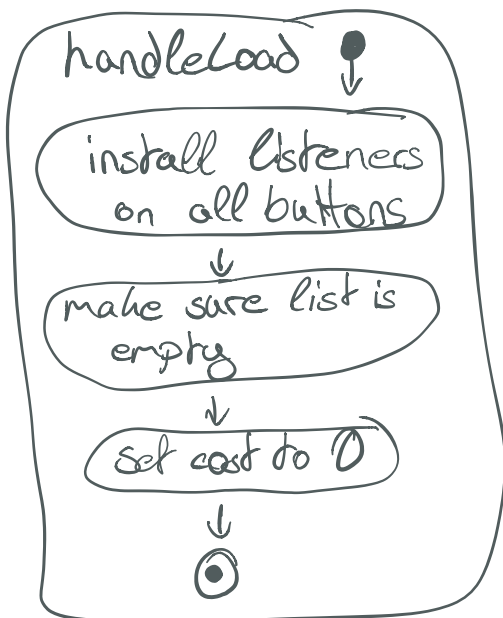 handleLoad
install listeners
on all buttons
make sure list is
empty
set cost to 0